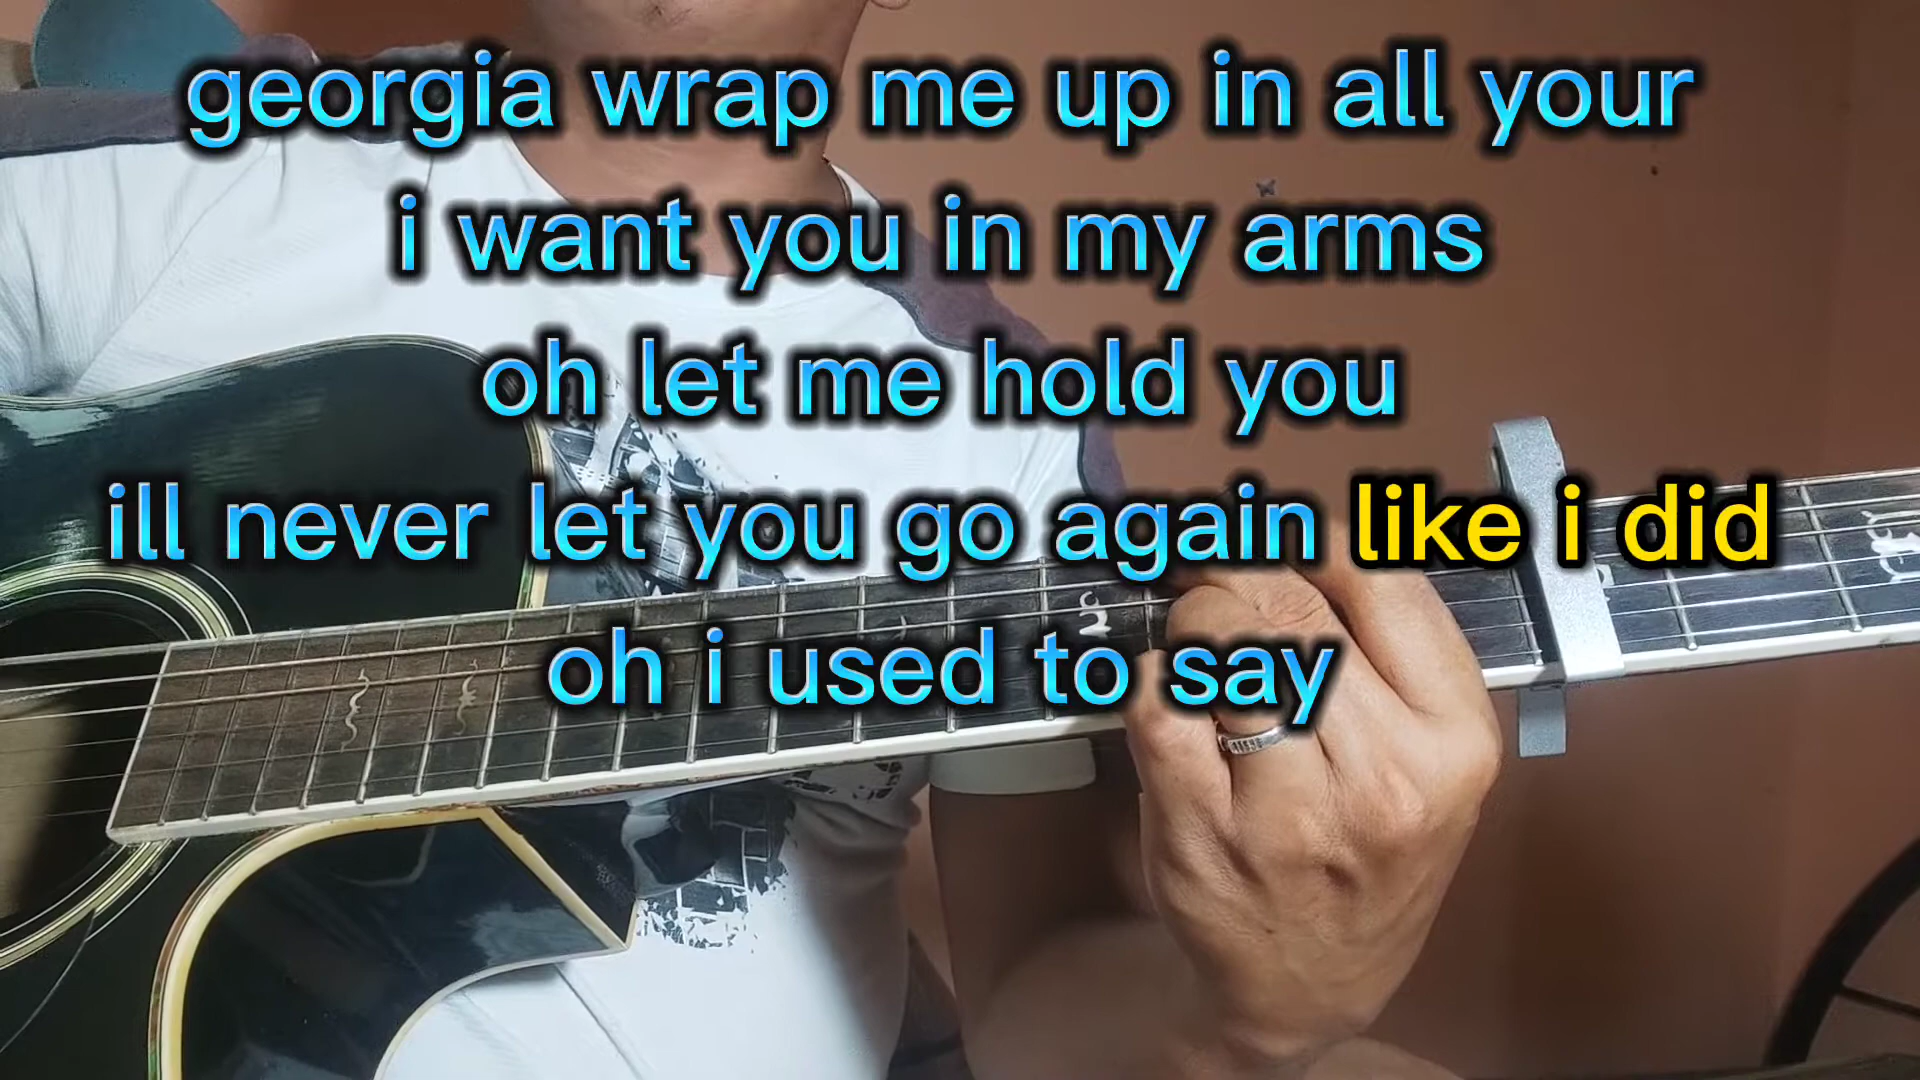 georgia wrap me up in all your
i want you in my arms
oh let me hold you
ill never let you go again like i did
oh i used to say